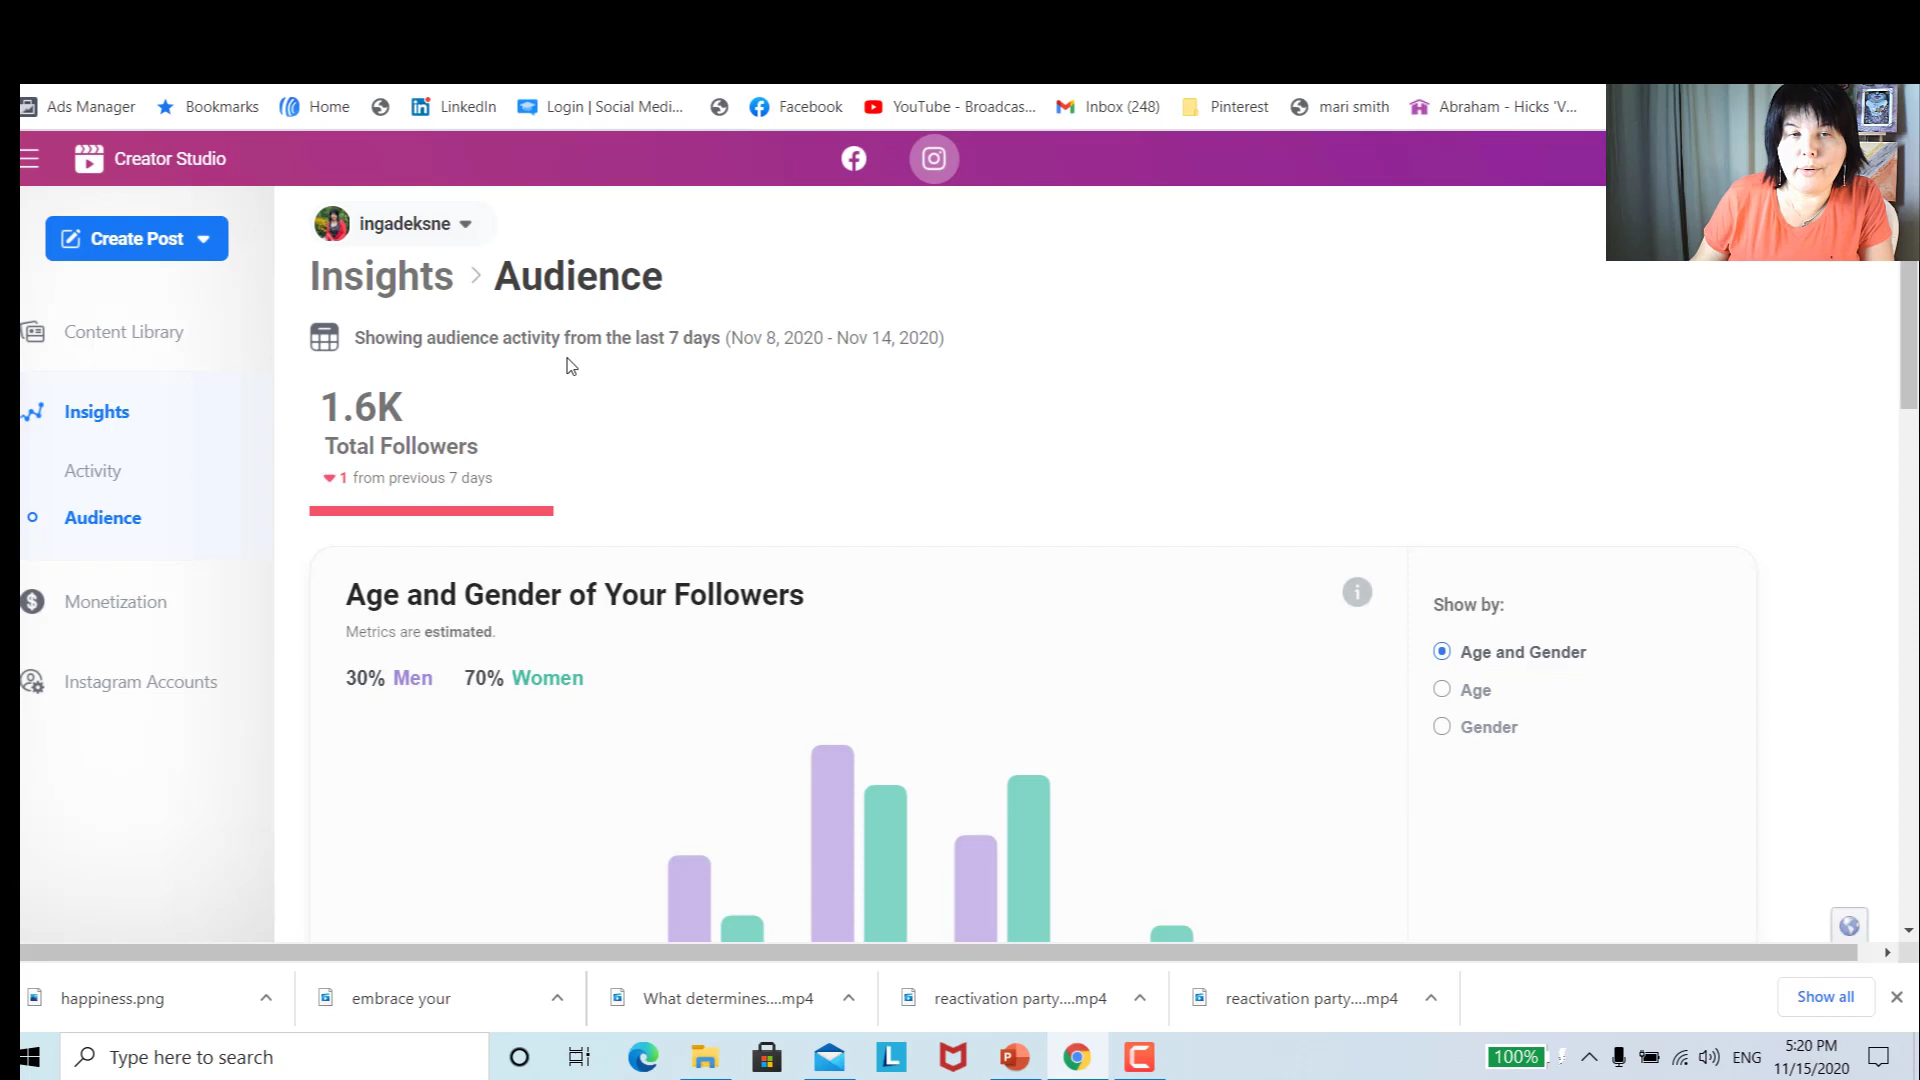 Ads Manager
Bookmarks
Home
LinkedIn
Login | Social Medi...
Facebook
YouTube - Broadcas...
Inbox (248)
Pinterest
mari smith
Abraham - Hicks 'V...
Creator Studio
Create Post
ingadeksne
Insights > Audience
Showing audience activity from the last 7 days (Nov 8, 2020 - Nov 14, 2020)
Content Library
1.6K
Total Followers
1 from previous 7 days
Insights
Activity
Audience
Monetization
Instagram Accounts
Age and Gender of Your Followers
Metrics are estimated.
30% Men 70% Women
Show by:
Age and Gender
Age
Gender
happiness.png
embrace your
What determines....mp4
reactivation party....mp4
reactivation party....mp4
Show all
Type here to search
100%
ENG
5:20 PM
11/15/2020